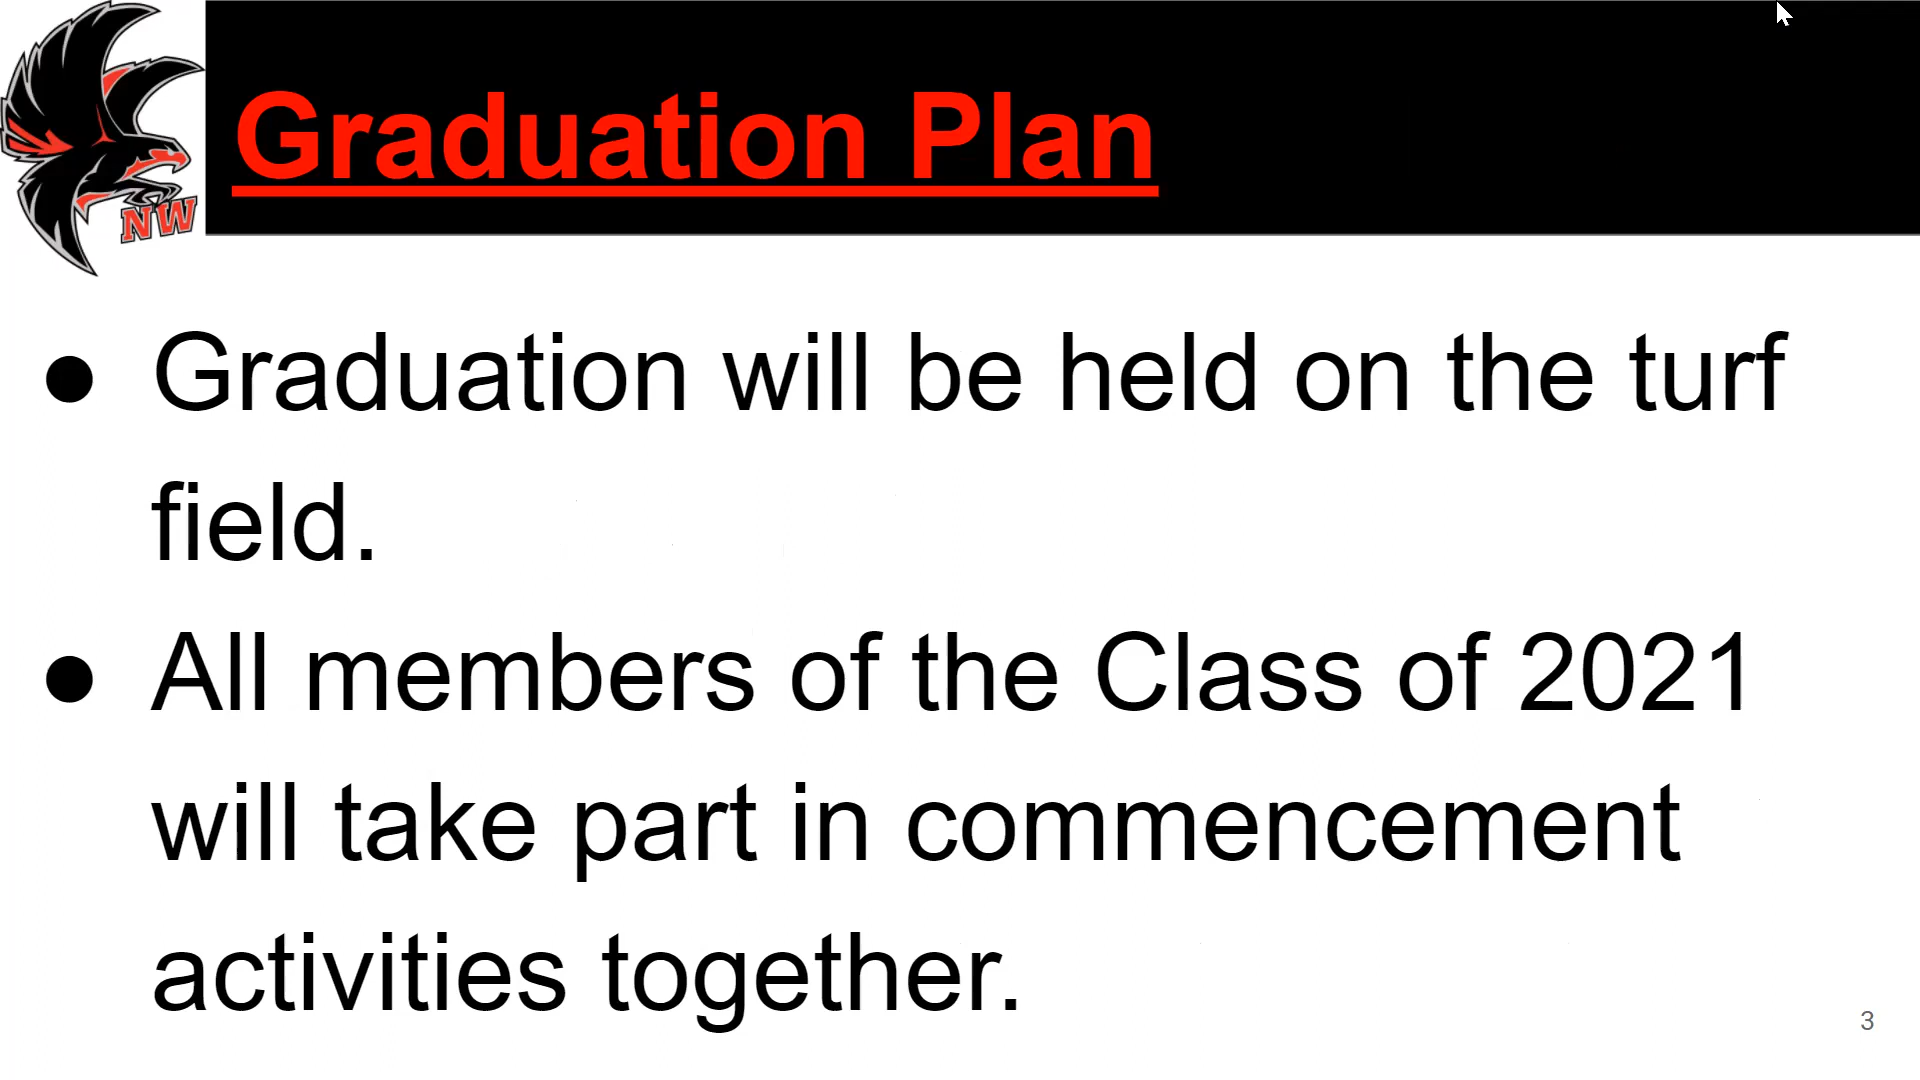 NW
Graduation Plan
● Graduation will be held on the turf
field.
● All members of the Class of 2021
will take part in commencement
activities together.
3